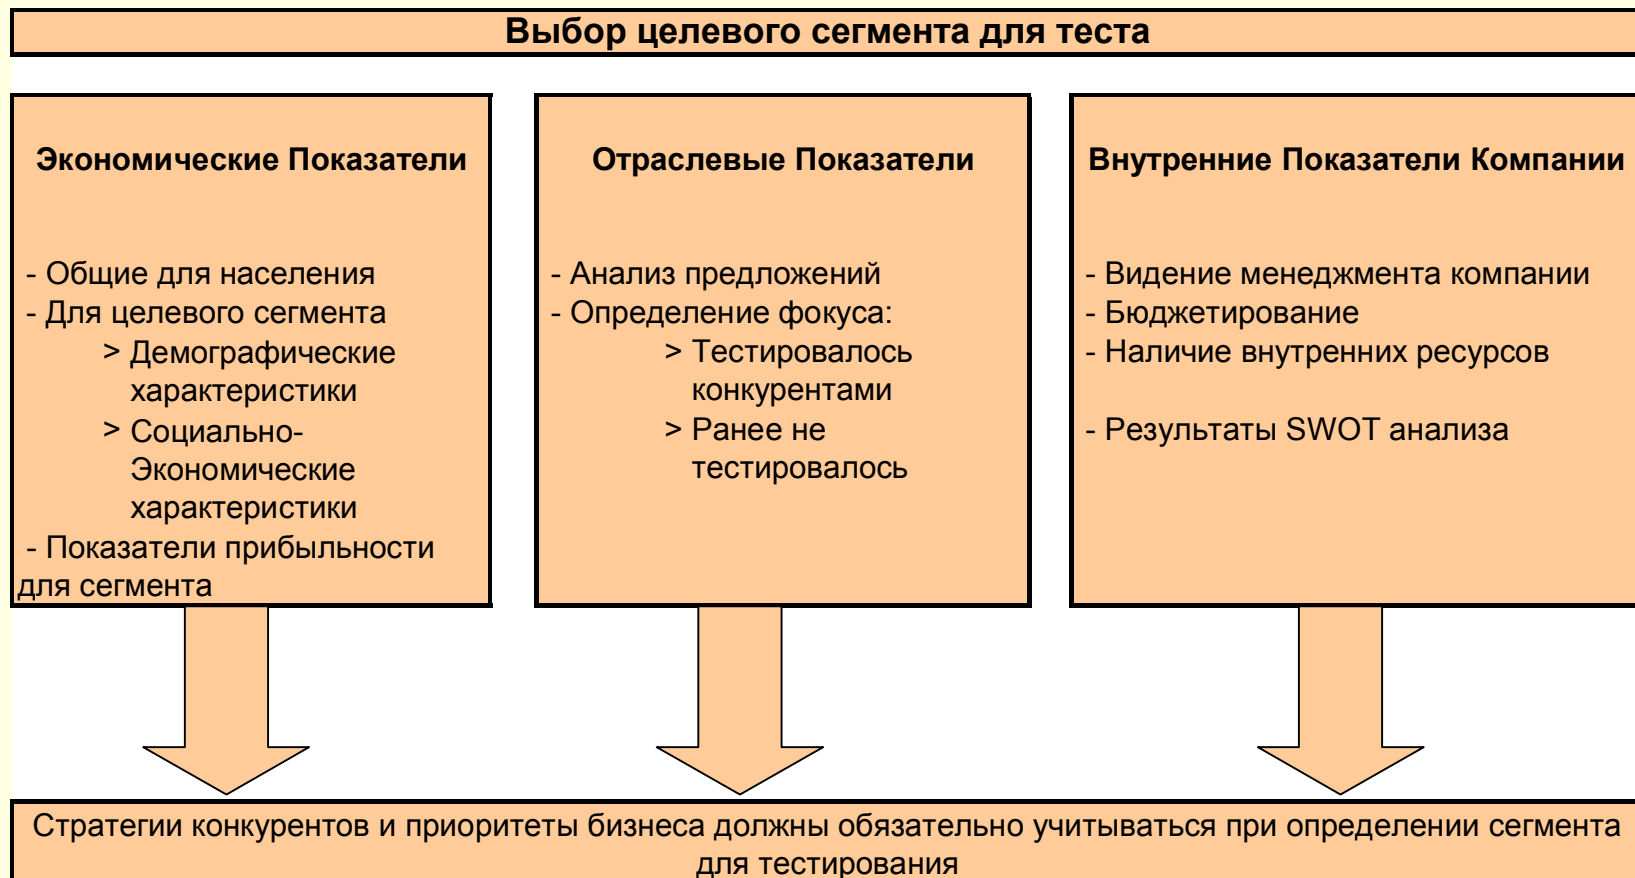 Выбор целевого сегмента для теста
Экономические Показатели
- Общие для населения
- Для целевого сегмента
> Демографические
характеристики
> Социально-
Экономические
характеристики
- Показатели прибыльности
для сегмента
Отраслевые Показатели
- Анализ предложений
- Определение фокуса:
> Тестировалось
конкурентами
> Ранее не
тестировалось
Внутренние Показатели Компании
- Видение менеджмента компании
- Бюджетирование
- Наличие внутренних ресурсов
- Результаты SWOT анализа
Стратегии конкурентов и приоритеты бизнеса должны обязательно учитываться при определении сегмента
для тестирования